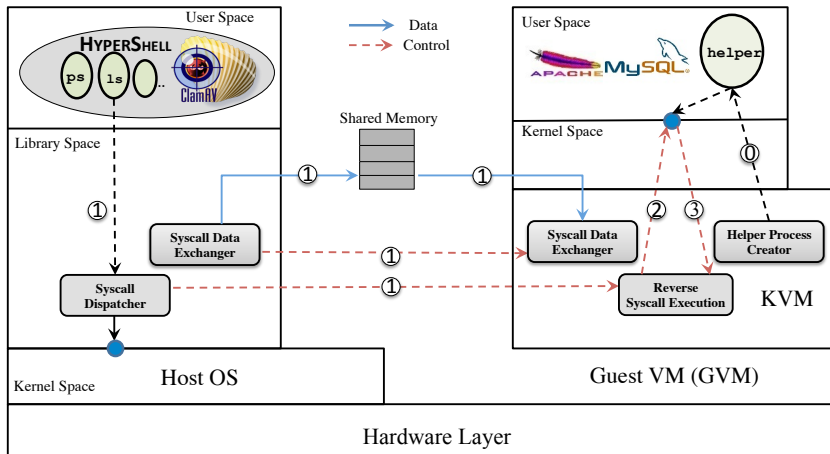 User Space
HYPERSHELL
ps
ls
..
ClamAV
Data
Control
User Space
APACHE
MySQL®
helper
Library Space
Shared Memory
Kernel Space
0
1
1
1
2
3
Syscall Data
Exchanger
Syscall Data
Exchanger
Helper Process
Creator
1
Syscall
Dispatcher
1
Reverse
Syscall Execution
KVM
Kernel Space
Host OS
Guest VM (GVM)
Hardware Layer